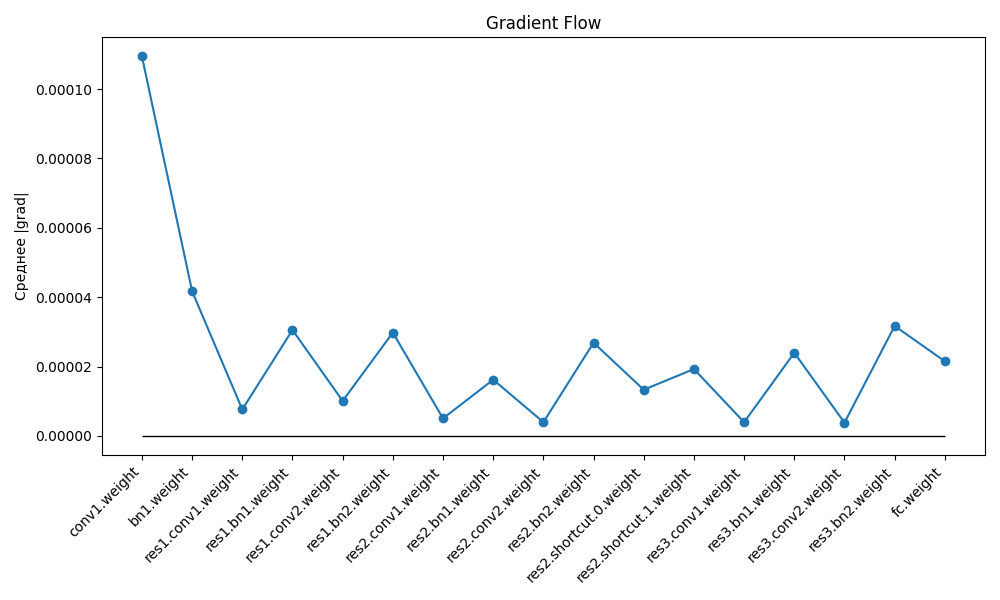 Gradient Flow
Среднее |grad|
0.00010
0.00008
0.00006
0.00004
0.00002
0.00000
conv1.weight
bn1.weight
res1.conv1.weight
res1.bn1.weight
res1.conv2.weight
res1.bn2.weight
res2.conv1.weight
res2.bn1.weight
res2.conv2.weight
res2.bn2.weight
res2.shortcut.0.weight
res2.shortcut.1.weight
res3.conv1.weight
res3.bn1.weight
res3.conv2.weight
res3.bn2.weight
fc.weight